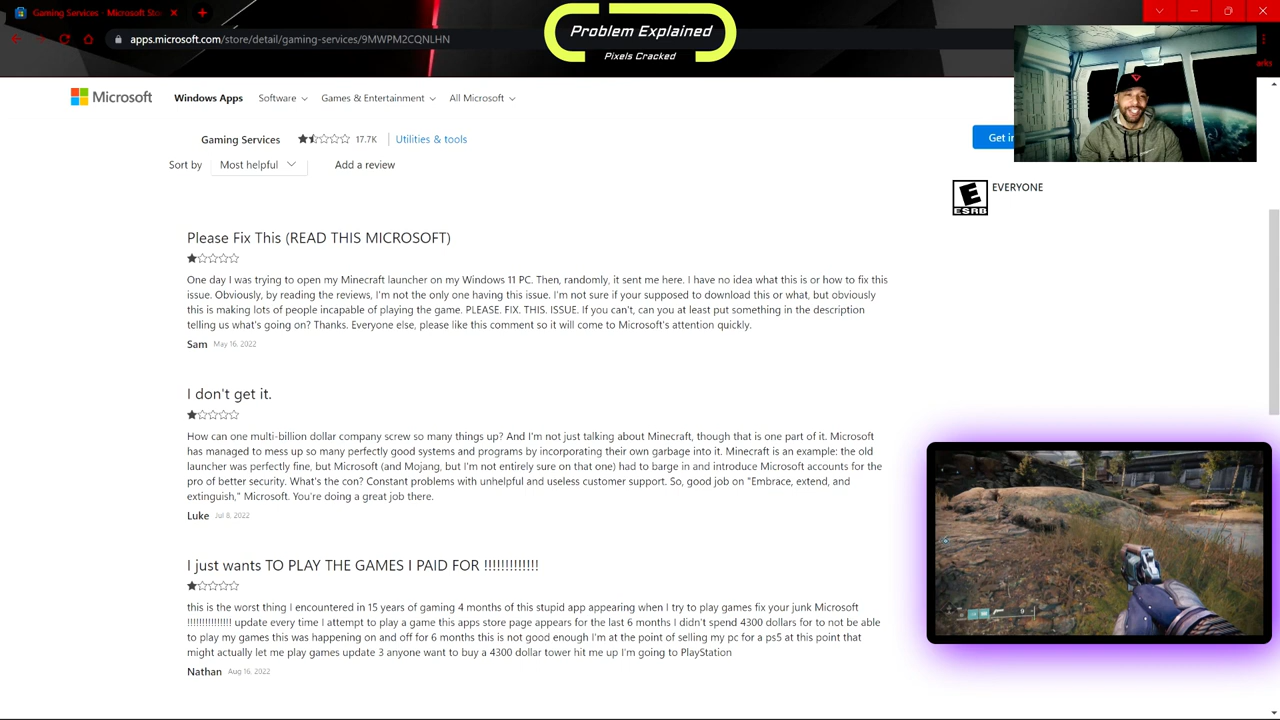 Gaming Services - Microsoft Sto
Problem Explained
Pixels Cracked
apps.microsoft.com/store/detail/gaming-services/9MWPM2CQNLHN
arks
Microsoft Windows Apps Software Games & Entertainment All Microsoft
Gaming Services 17.7K Utilities & tools
Get in
Sort by Most helpful Add a review
E EVERYONE
ESRB
Please Fix This (READ THIS MICROSOFT)
One day I was trying to open my Minecraft launcher on my Windows 11 PC. Then, randomly, it sent me here. I have no idea what this is or how to fix this
issue. Obviously, by reading the reviews, I'm not the only one having this issue. I'm not sure if your supposed to download this or what, but obviously
this is making lots of people incapable of playing the game. PLEASE. FIX. THIS. ISSUE. If you can't, can you at least put something in the description
telling us what's going on? Thanks. Everyone else, please like this comment so it will come to Microsoft's attention quickly.
Sam May 16, 2022
I don't get it.
How can one multi-billion dollar company screw so many things up? And I'm not just talking about Minecraft, though that is one part of it. Microsoft
has managed to mess up so many perfectly good systems and programs by incorporating their own garbage into it. Minecraft is an example: the old
launcher was perfectly fine, but Microsoft (and Mojang, but I'm not entirely sure on that one) had to barge in and introduce Microsoft accounts for the
pro of better security. What's the con? Constant problems with unhelpful and useless customer support. So, good job on "Embrace, extend, and
extinguish," Microsoft. You're doing a great job there.
Luke Jul 8, 2022
I just wants TO PLAY THE GAMES I PAID FOR !!!!!!!!!!!!!
this is the worst thing I encountered in 15 years of gaming 4 months of this stupid app appearing when I try to play games fix your junk Microsoft
!!!!!!!!!!!!!!! update every time I attempt to play a game this apps store page appears for the last 6 months I didn't spend 4300 dollars for to not be able
to play my games this was happening on and off for 6 months this is not good enough I'm at the point of selling my pc for a ps5 at this point that
might actually let me play games update 3 anyone want to buy a 4300 dollar tower hit me up I'm going to PlayStation
Nathan Aug 16, 2022